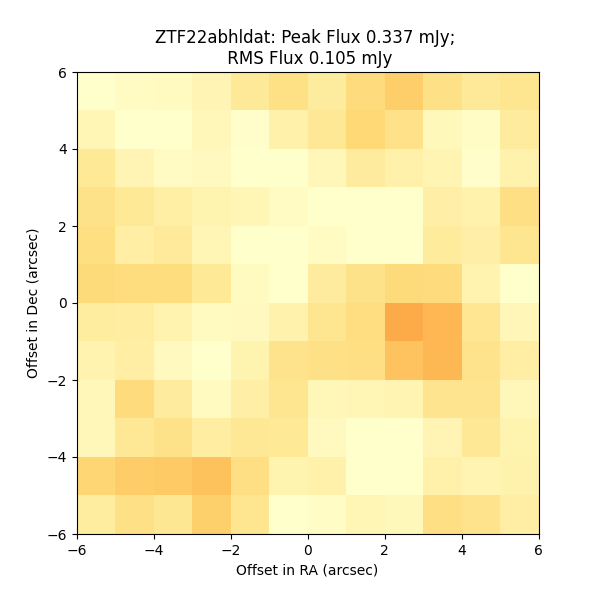 ZTF22abhldat: Peak Flux 0.337 mJy;
RMS Flux 0.105 mJy
6
4
2
0
−2
−4
−6
Offset in Dec (arcsec)
−6 −4 −2 0 2 4 6
Offset in RA (arcsec)